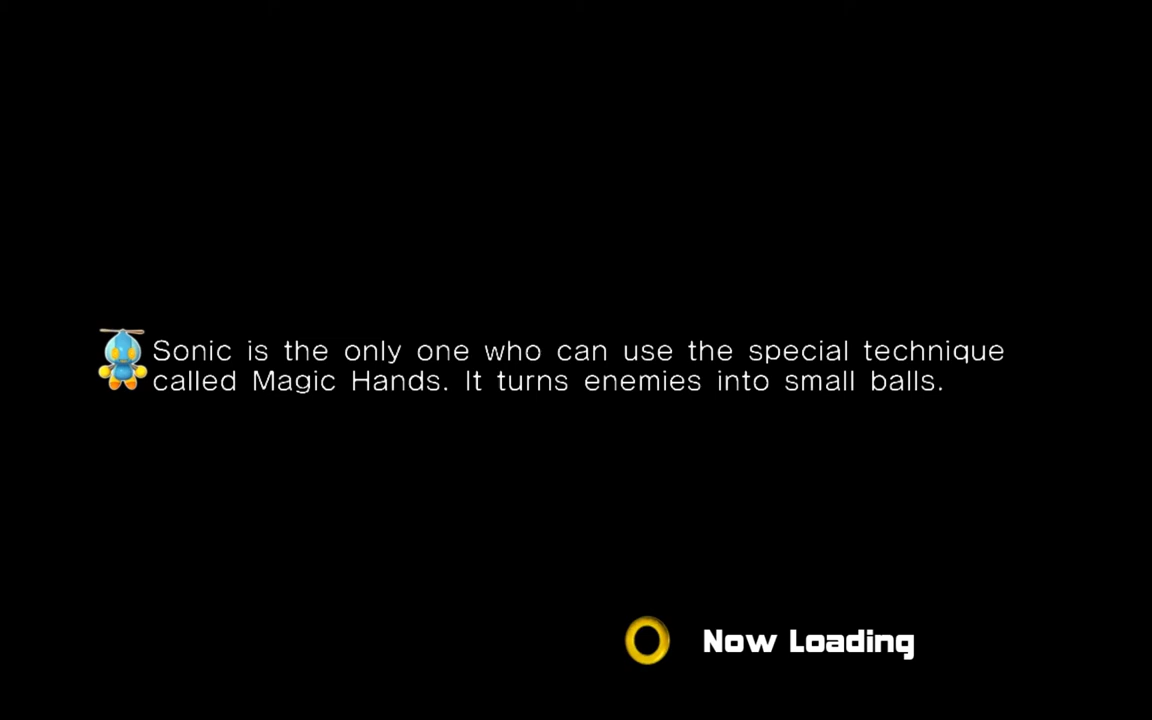 Sonic is the only one who can use the special technique
called Magic Hands. It turns enemies into small balls.
Now Loading